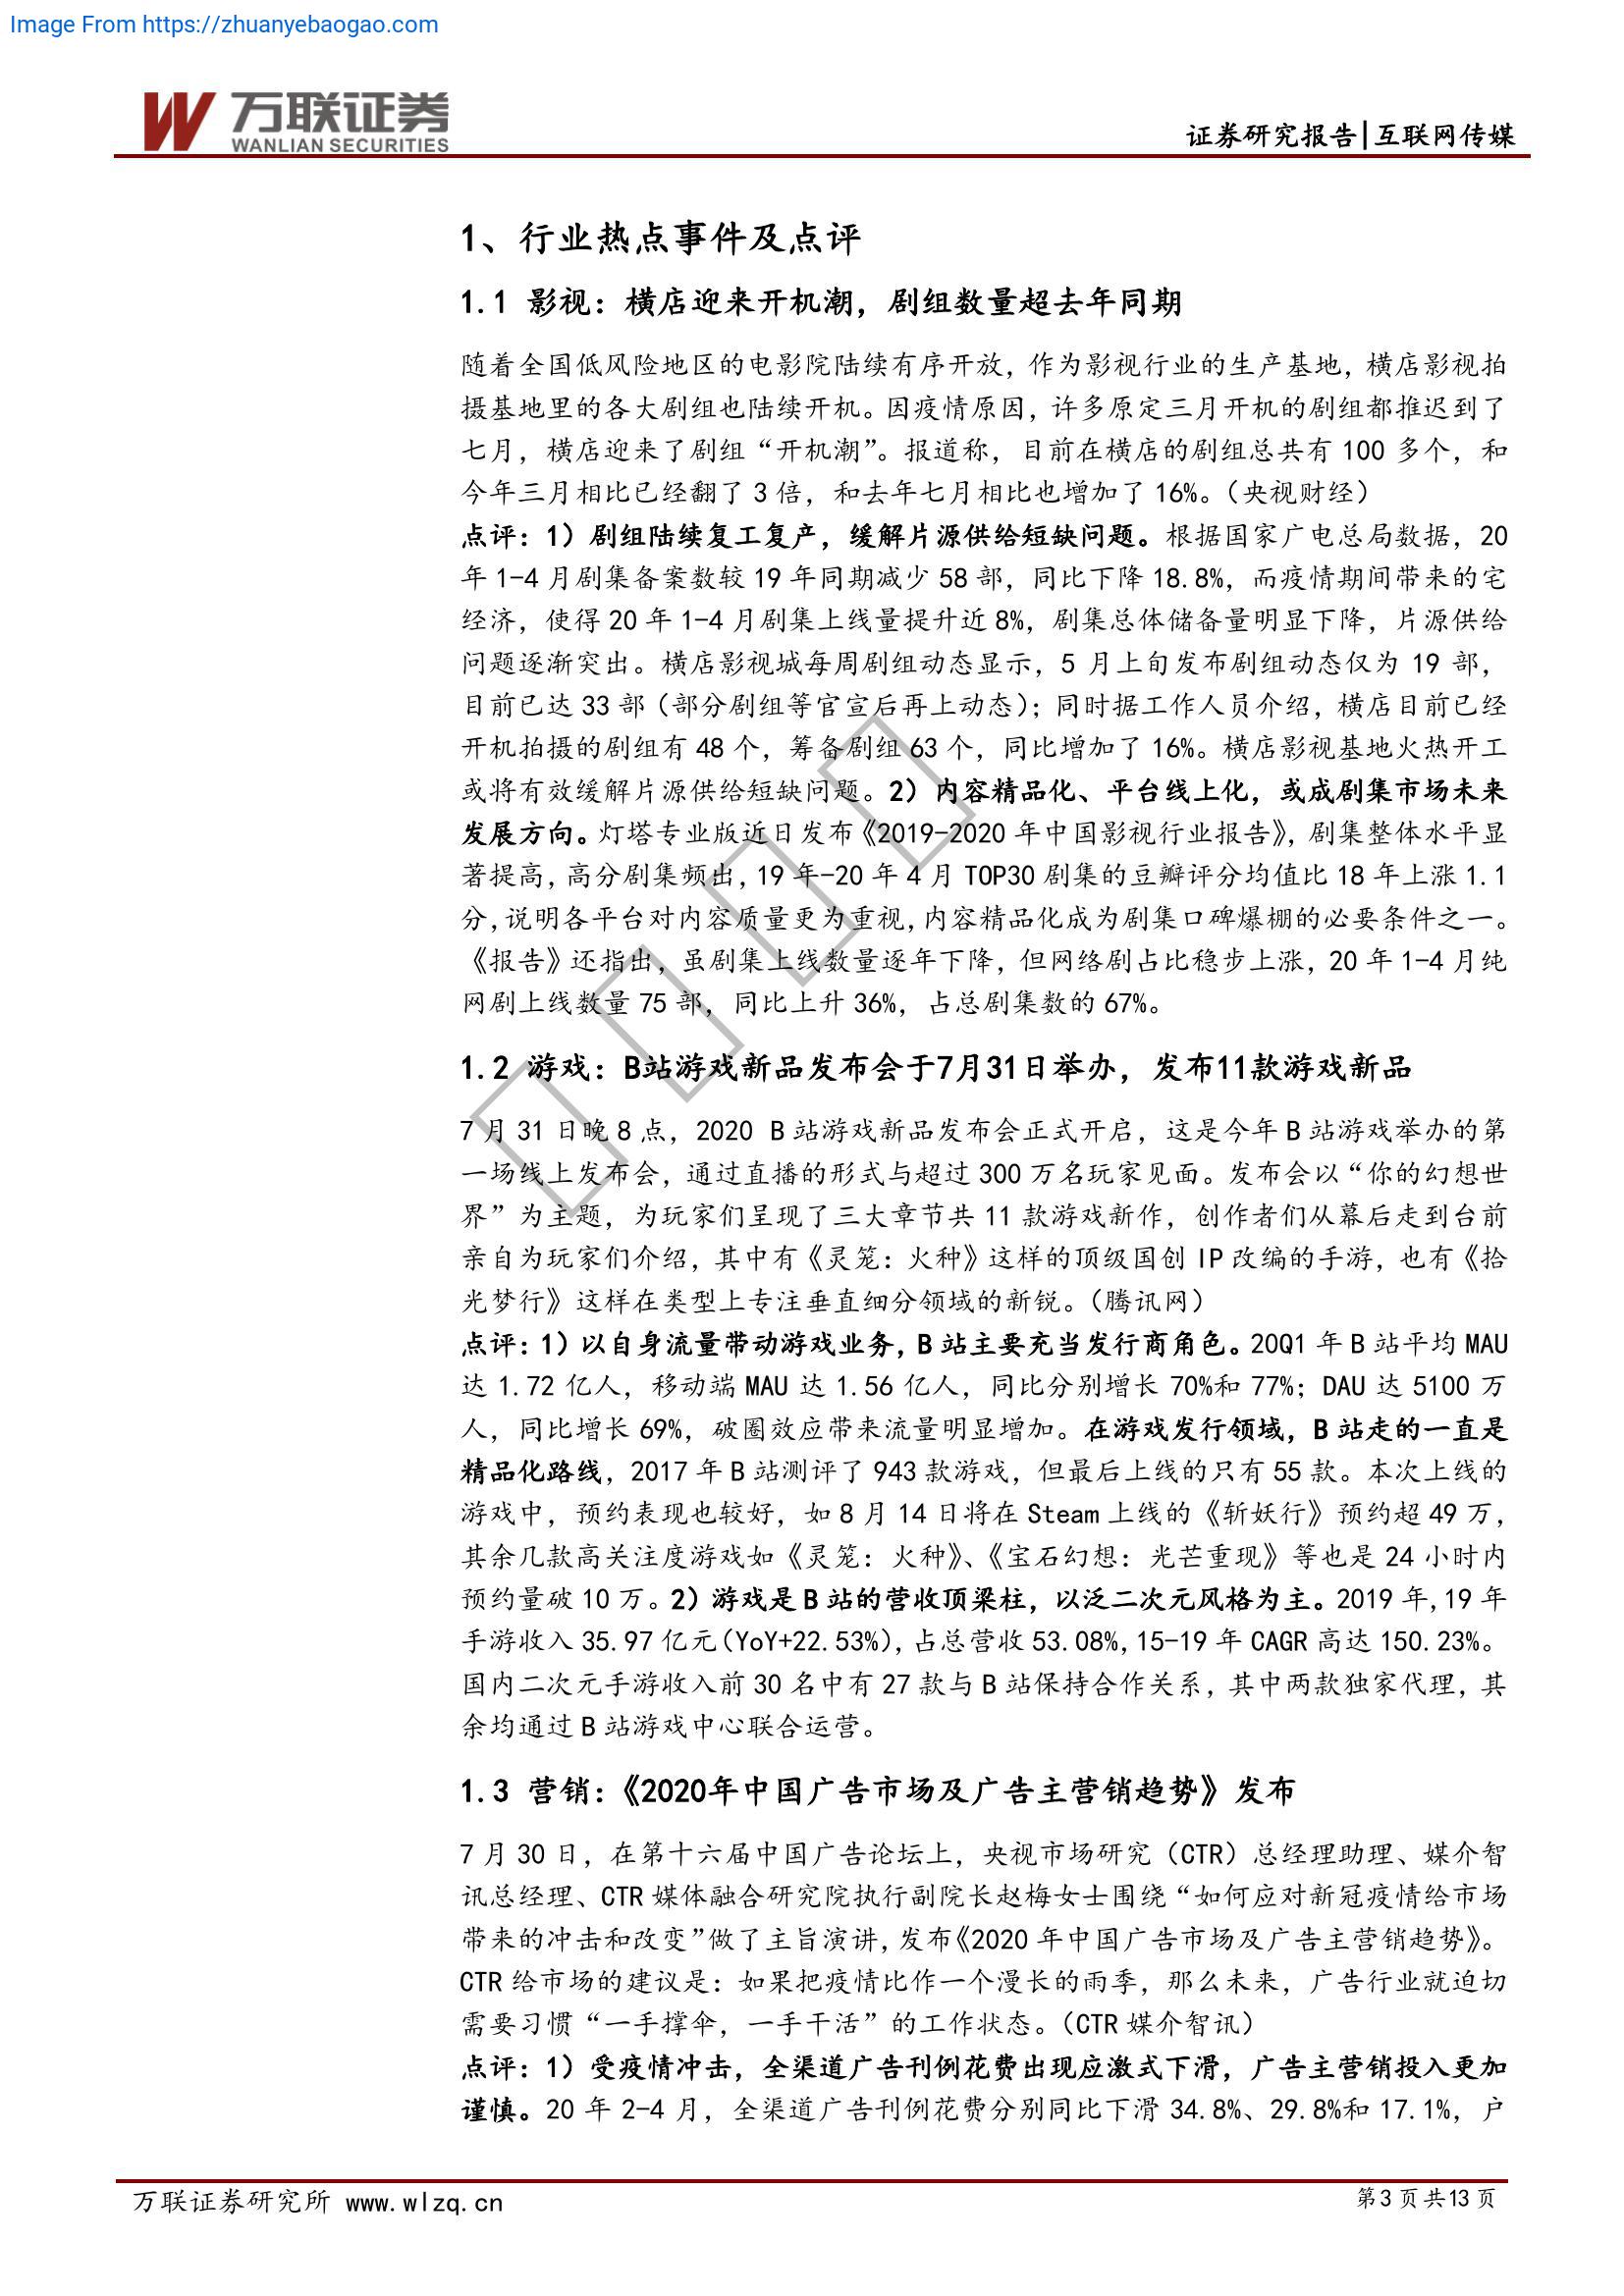 Image From https://zhuanyebaogao.com
万联证券
WANLIAN SECURITIES
证券研究报告|互联网传媒
1、行业热点事件及点评
1.1 影视：横店迎来开机潮，剧组数量超去年同期
随着全国低风险地区的电影院陆续有序开放，作为影视行业的生产基地，横店影视拍
摄基地里的各大剧组也陆续开机。因疫情原因，许多原定三月开机的剧组都推迟到了
七月，横店迎来了剧组“开机潮”。报道称，目前在横店的剧组总共有 100 多个，和
今年三月相比已经翻了 3 倍，和去年七月相比也增加了 16%。（央视财经）
点评：1）剧组陆续复工复产，缓解片源供给短缺问题。根据国家广电总局数据，20
年 1-4 月剧集备案数较 19 年同期减少 58 部，同比下降 18.8%，而疫情期间带来的宅
经济，使得 20 年 1-4 月剧集上线量提升近 8%，剧集总体储备量明显下降，片源供给
问题逐渐突出。横店影视城每周剧组动态显示，5 月上旬发布剧组动态仅为 19 部，
目前已达 33 部（部分剧组等官宣后再上动态）；同时据工作人员介绍，横店目前已经
开机拍摄的剧组有 48 个，筹备剧组 63 个，同比增加了 16%。横店影视基地火热开工
或将有效缓解片源供给短缺问题。2）内容精品化、平台线上化，或成剧集市场未来
发展方向。灯塔专业版近日发布《2019-2020 年中国影视行业报告》，剧集整体水平显
著提高，高分剧集频出，19 年-20 年 4 月 TOP30 剧集的豆瓣评分均值比 18 年上涨 1.1
分，说明各平台对内容质量更为重视，内容精品化成为剧集口碑爆棚的必要条件之一。
《报告》还指出，虽剧集上线数量逐年下降，但网络剧占比稳步上涨，20 年 1-4 月纯
网剧上线数量 75 部，同比上升 36%，占总剧集数的 67%。
1.2 游戏：B站游戏新品发布会于7月31日举办，发布11款游戏新品
7 月 31 日晚 8 点，2020 B 站游戏新品发布会正式开启，这是今年 B 站游戏举办的第
一场线上发布会，通过直播的形式与超过 300 万名玩家见面。发布会以“你的幻想世
界”为主题，为玩家们呈现了三大章节共 11 款游戏新作，创作者们从幕后走到台前
亲自为玩家们介绍，其中有《灵笼：火种》这样的顶级国创 IP 改编的手游，也有《拾
光梦行》这样在类型上专注垂直细分领域的新锐。（腾讯网）
点评：1）以自身流量带动游戏业务，B 站主要充当发行商角色。20Q1 年 B 站平均 MAU
达 1.72 亿人，移动端 MAU 达 1.56 亿人，同比分别增长 70%和 77%；DAU 达 5100 万
人，同比增长 69%，破圈效应带来流量明显增加。在游戏发行领域，B 站走的一直是
精品化路线，2017 年 B 站测评了 943 款游戏，但最后上线的只有 55 款。本次上线的
游戏中，预约表现也较好，如 8 月 14 日将在 Steam 上线的《斩妖行》预约超 49 万，
其余几款高关注度游戏如《灵笼：火种》、《宝石幻想：光芒重现》等也是 24 小时内
预约量破 10 万。2）游戏是 B 站的营收顶梁柱，以泛二次元风格为主。2019 年，19 年
手游收入 35.97 亿元（YoY+22.53%），占总营收 53.08%，15-19 年 CAGR 高达 150.23%。
国内二次元手游收入前 30 名中有 27 款与 B 站保持合作关系，其中两款独家代理，其
余均通过 B 站游戏中心联合运营。
1.3 营销：《2020年中国广告市场及广告主营销趋势》发布
7 月 30 日，在第十六届中国广告论坛上，央视市场研究（CTR）总经理助理、媒介智
讯总经理、CTR 媒体融合研究院执行副院长赵梅女士围绕“如何应对新冠疫情给市场
带来的冲击和改变”做了主旨演讲，发布《2020 年中国广告市场及广告主营销趋势》。
CTR 给市场的建议是：如果把疫情比作一个漫长的雨季，那么未来，广告行业就迫切
需要习惯“一手撑伞，一手干活”的工作状态。（CTR 媒介智讯）
点评：1）受疫情冲击，全渠道广告刊例花费出现应激式下滑，广告主营销投入更加
谨慎。20 年 2-4 月，全渠道广告刊例花费分别同比下滑 34.8%、29.8%和 17.1%，户
万联证券研究所 www.wlzq.cn
第 3 页 共 13 页